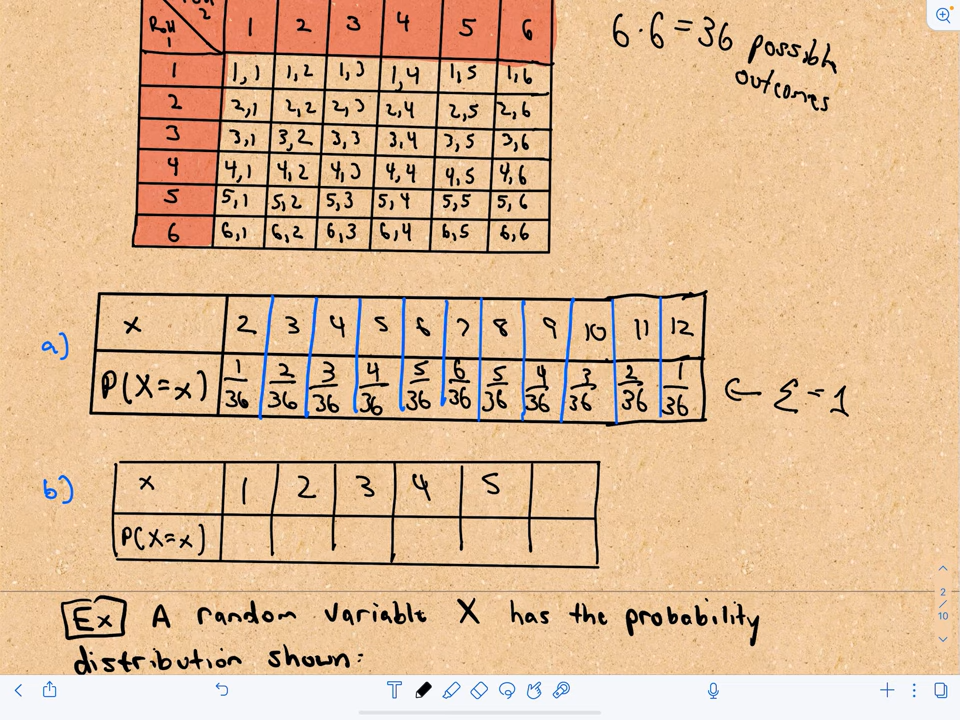 Roll 1 1 2 3 4 5 6
1 1,1 1,2 1,3 1,4 1,5 1,6
2 2,1 2,2 2,3 2,4 2,5 2,6
3 3,1 3,2 3,3 3,4 3,5 3,6
4 4,1 4,2 4,3 4,4 4,5 4,6
5 5,1 5,2 5,3 5,4 5,5 5,6
6 6,1 6,2 6,3 6,4 6,5 6,6
6·6=36 possible
outcomes
a)
x 2 3 4 5 6 7 8 9 10 11 12
P(X=x) 1/36 2/36 3/36 4/36 5/36 6/36 5/36 4/36 3/36 2/36 1/36 ← Σ=1
b)
x 1 2 3 4 5
P(X=x)
2
/
10
Ex A random variable X has the probability
distribution shown: